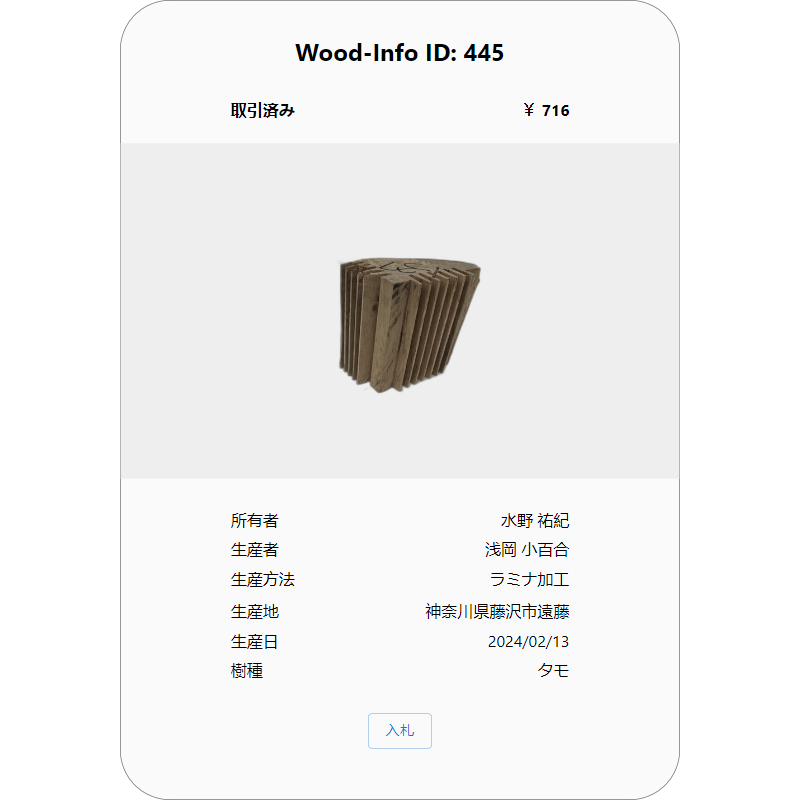 Wood-Info ID: 445
取引済み ￥ 716
所有者 水野 祐紀
生産者 浅岡 小百合
生産方法 ラミナ加工
生産地 神奈川県藤沢市遠藤
生産日 2024/02/13
樹種 タモ
入札